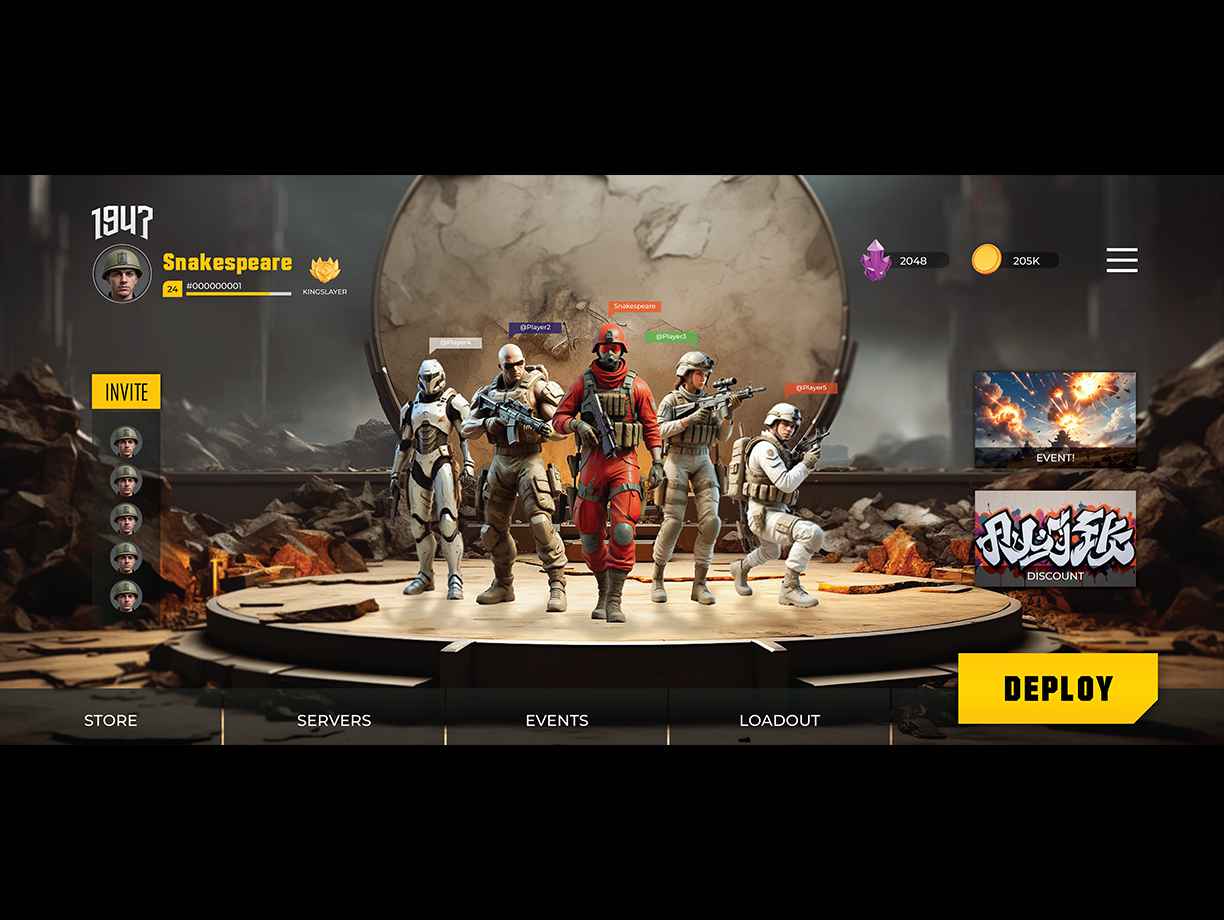 1947
Snakespeare
24
#000000001
KINGSLAYER
2048
205K
Snakespeare
@Player2
@Player3
@Player4
@Player5
INVITE
EVENT!
DISCOUNT
DEPLOY
STORE
SERVERS
EVENTS
LOADOUT